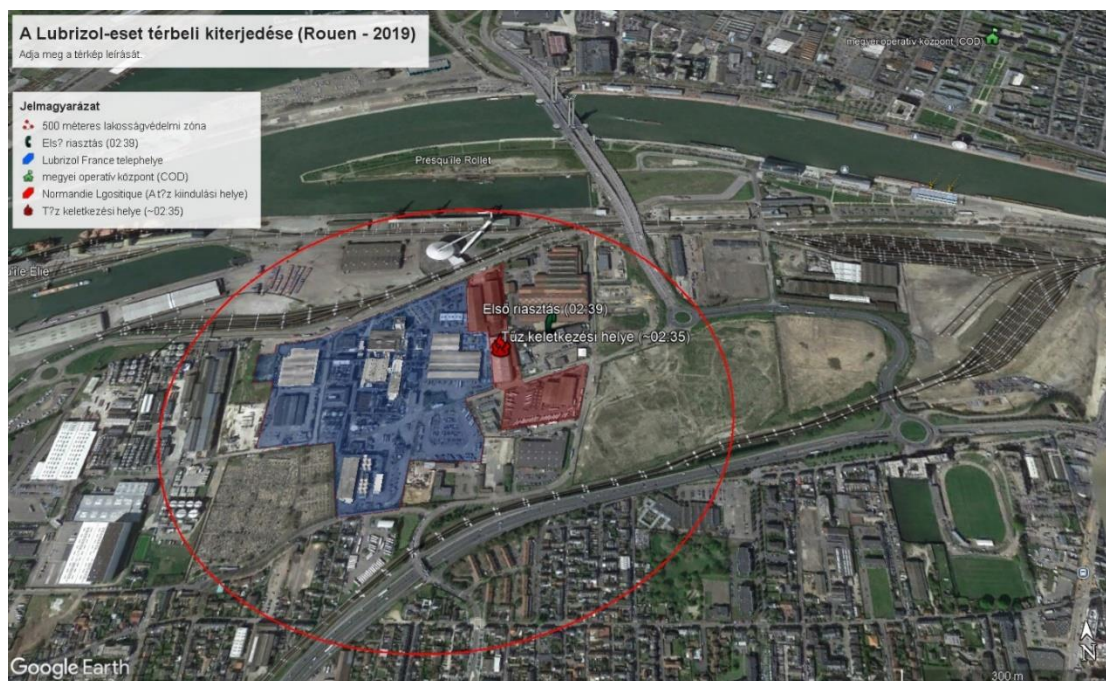 A Lubrizol-eset térbeli kiterjedése (Rouen - 2019)
Adja meg a térkép leírását.
Jelmagyarázat
500 méteres lakosságvédelmi zóna
Els? riasztás (02:39)
Lubrizol France telephelye
megyei operatív központ (COD)
Normandie Lgositique (A t?z kiindulási helye)
T?z keletkezési helye (~02:35)
megyei operatív központ (COD)
Presqu'île Rollet
u'île Elie
Első riasztás (02:39)
Tűz keletkezési helye (~02:35)
Google Earth
N
300 m